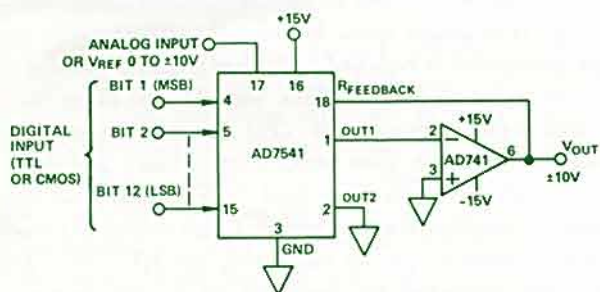 +15V
ANALOG INPUT
OR VREF 0 TO ±10V
BIT 1 (MSB)
BIT 2
BIT 12 (LSB)
DIGITAL
INPUT
(TTL
OR CMOS)
17
16
4
5
15
AD7541
18
1
2
3
GND
RFEEDBACK
OUT1
OUT2
+15V
2
3
−
+
AD741
6
-15V
VOUT
±10V